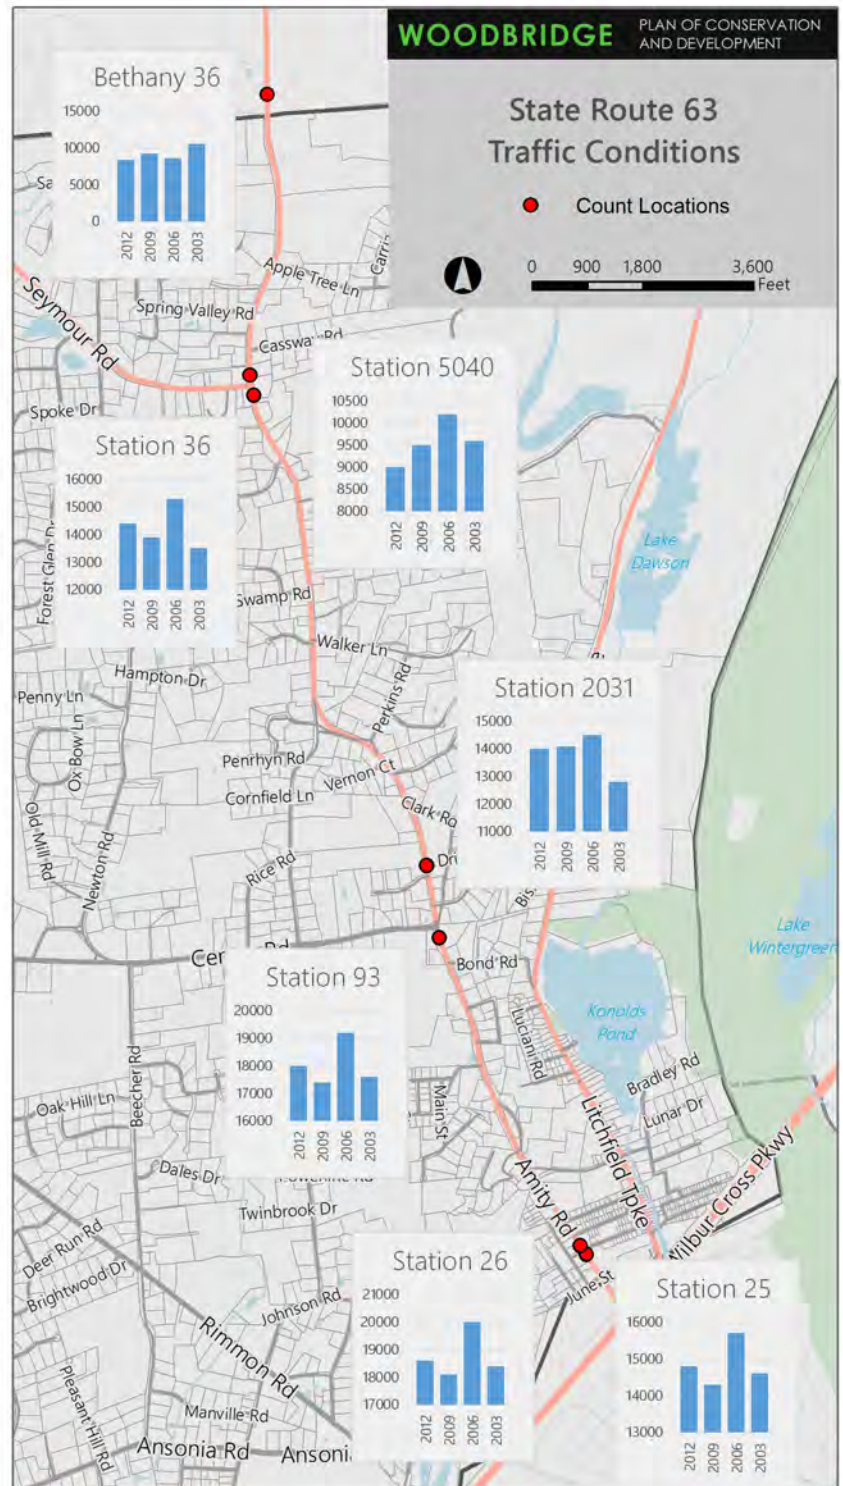 WOODBRIDGE
PLAN OF CONSERVATION
AND DEVELOPMENT
State Route 63
Traffic Conditions
Count Locations
0 900 1,800 3,600
Feet
Bethany 36
15000
10000
5000
0
2012 2009 2006 2003
Apple Tree Ln
Spring Valley Rd
Seymour Rd
Spoke Dr
Station 5040
10500
10000
9500
9000
8500
8000
2012 2009 2006 2003
Station 36
16000
15000
14000
13000
12000
2012 2009 2006 2003
Lake
Dawson
Swamp Rd
Walker Ln
Hampton Dr
Penny Ln
Ox Bow Ln
Perkins Rd
Penrhyn Rd
Vernon Ct
Cornfield Ln
Clark Rd
Old Mill Rd
Newton Rd
Rice Rd
Station 2031
15000
14000
13000
12000
11000
2012 2009 2006 2003
Lake
Wintergreen
Bond Rd
Station 93
20000
19000
18000
17000
16000
2012 2009 2006 2003
Konolds
Pond
Luciani Rd
Bradley Rd
Lunar Dr
Beecher Rd
Oak Hill Ln
Main St
Litchfield Tpke
Wilbur Cross Pkwy
Amity Rd
Dales Dr
Twinbrook Dr
Deer Run Rd
Brightwood Dr
June St
Johnson Rd
Rimmon Rd
Station 26
21000
20000
19000
18000
17000
2012 2009 2006 2003
Station 25
16000
15000
14000
13000
2012 2009 2006 2003
Pleasant Hill Rd
Manville Rd
Ansonia Rd